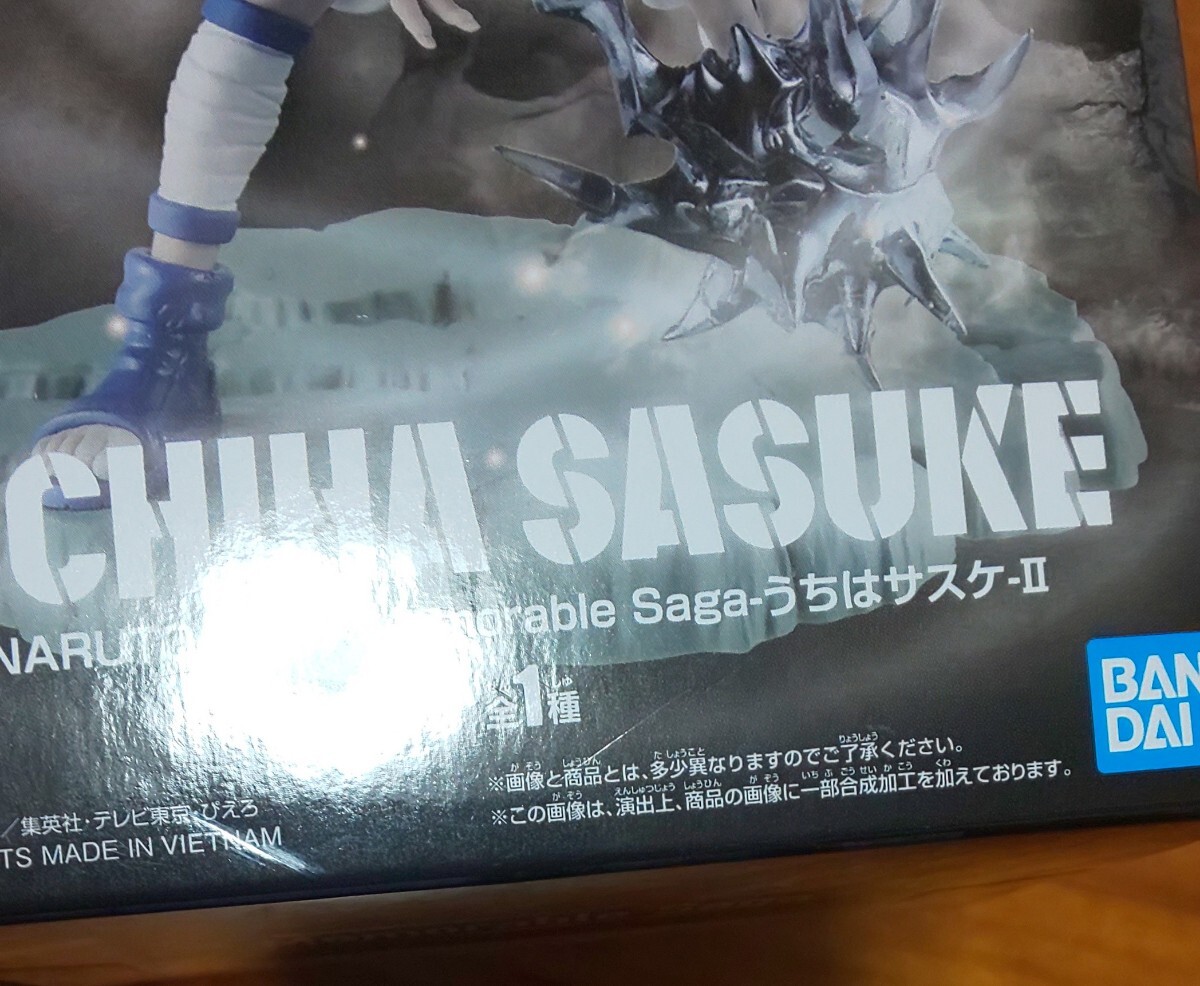 CHIHA SASUKE
NARUTO Saga-うちはサスケ-II
全1種
※画像と商品とは、多少異なりますのでご了承ください。
※この画像は、演出上、商品の画像に一部合成加工を加えております。
BAN
DAI
／集英社・テレビ東京・ぴえろ
TS MADE IN VIETNAM